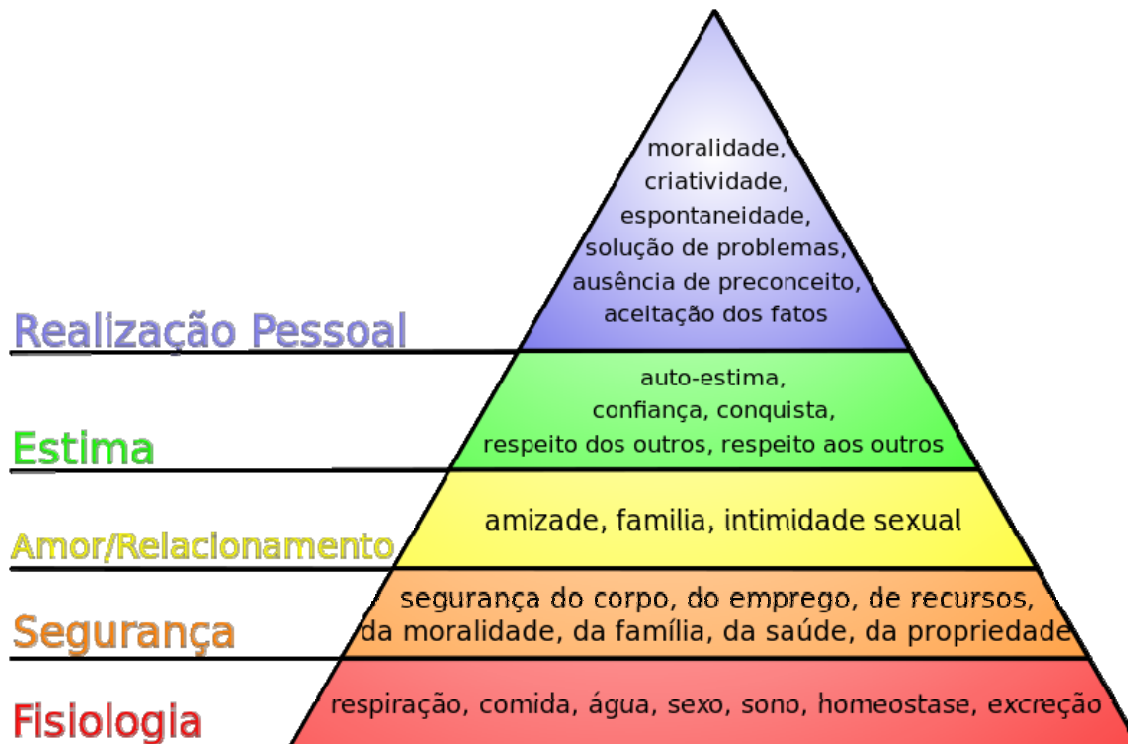 moralidade,
criatividade,
espontaneidade,
solução de problemas,
ausência de preconceito,
aceitação dos fatos
Realização Pessoal
auto-estima,
confiança, conquista,
respeito dos outros, respeito aos outros
Estima
amizade, familia, intimidade sexual
Amor/Relacionamento
segurança do corpo, do emprego, de recursos,
da moralidade, da família, da saúde, da propriedade
Segurança
respiração, comida, água, sexo, sono, homeostase, excreção
Fisiologia